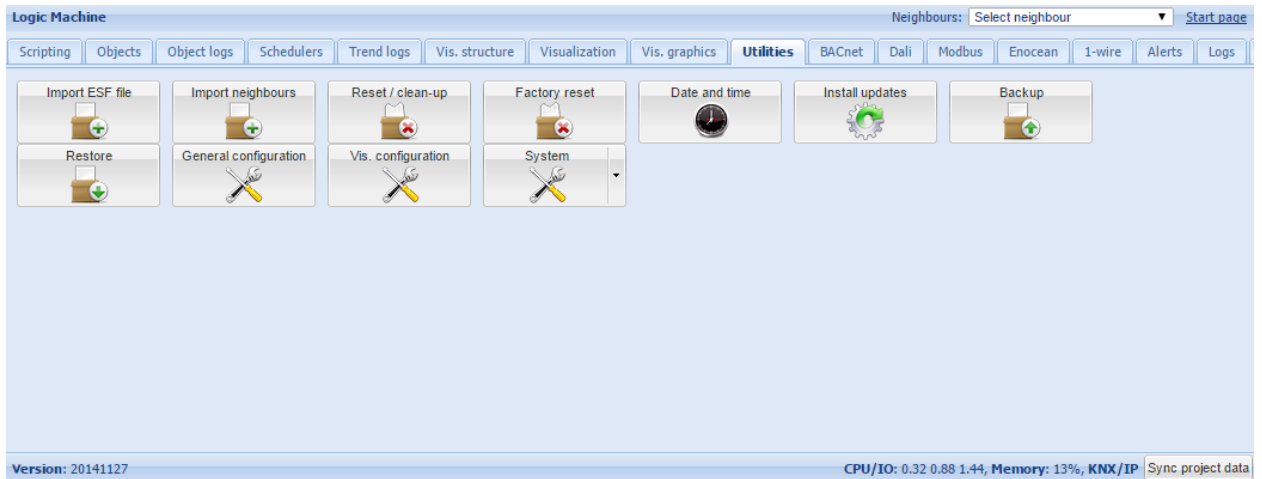 Logic Machine Neighbours: Select neighbour Start page
Scripting Objects Object logs Schedulers Trend logs Vis. structure Visualization Vis. graphics Utilities BACnet Dali Modbus Enocean 1-wire Alerts Logs
Import ESF file Import neighbours Reset / clean-up Factory reset Date and time Install updates Backup
Restore General configuration Vis. configuration System
Version: 20141127 CPU/IO: 0.32 0.88 1.44, Memory: 13%, KNX/IP Sync project data